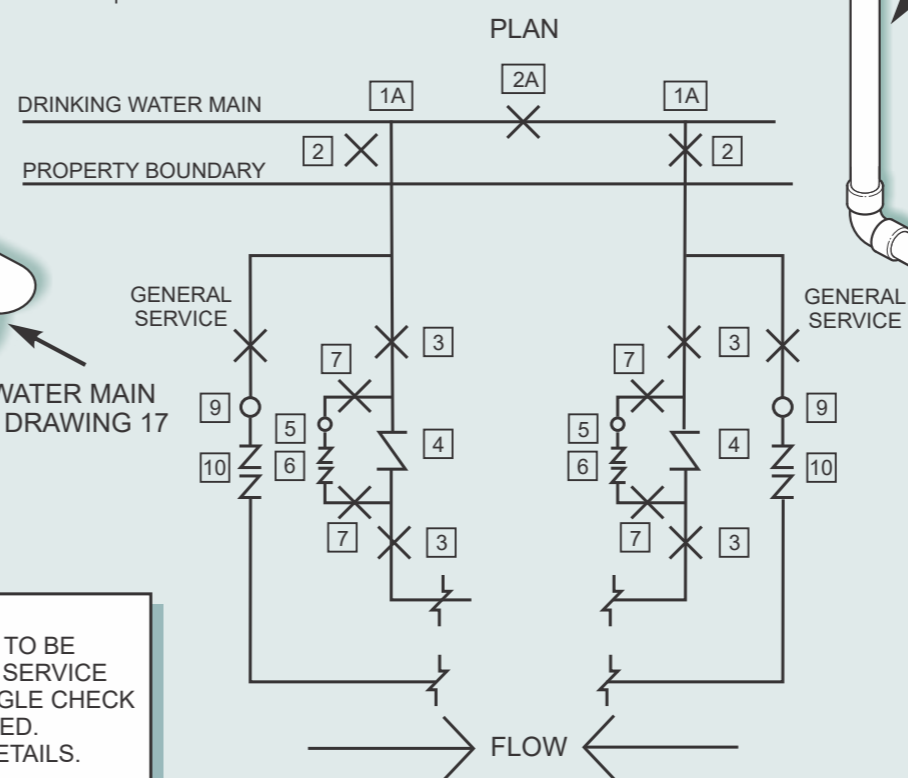 PLAN
2A
1A
1A
DRINKING WATER MAIN
2
2
PROPERTY BOUNDARY
GENERAL
SERVICE
GENERAL
SERVICE
3
3
7
7
WATER MAIN
DRAWING 17
9
5
4
5
4
9
10
6
6
10
7
3
7
3
TO BE
SERVICE
GLE CHECK
ED.
ETAILS.
FLOW